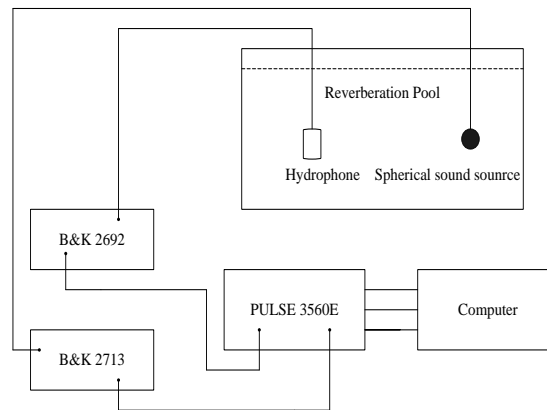 Reverberation Pool
Hydrophone
Spherical sound sounrce
B&K 2692
PULSE 3560E
Computer
B&K 2713